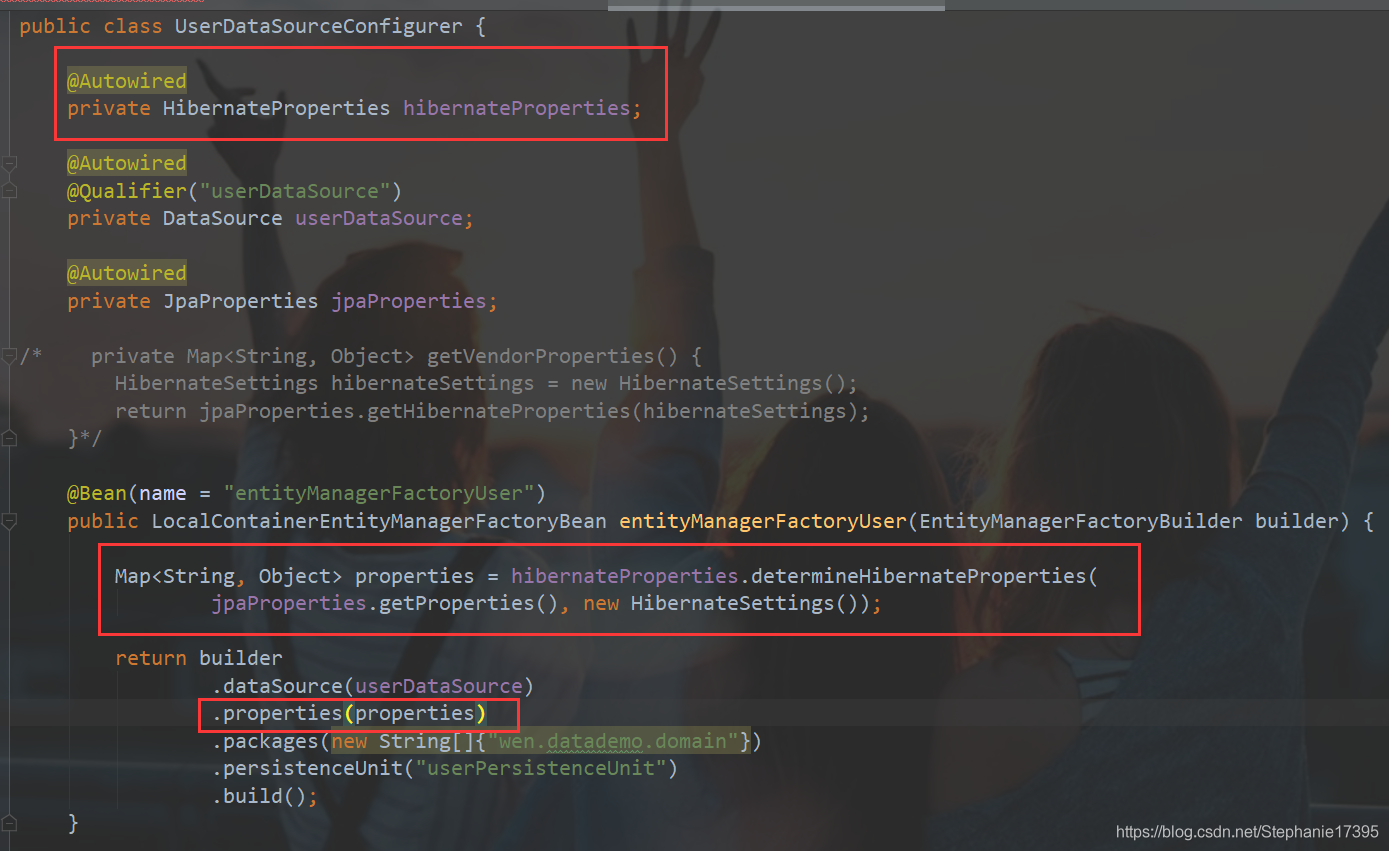 public class UserDataSourceConfigurer {
@Autowired
private HibernateProperties hibernateProperties;
@Autowired
@Qualifier("userDataSource")
private DataSource userDataSource;
@Autowired
private JpaProperties jpaProperties;
/*    private Map<String, Object> getVendorProperties() {
HibernateSettings hibernateSettings = new HibernateSettings();
return jpaProperties.getHibernateProperties(hibernateSettings);
}*/
@Bean(name = "entityManagerFactoryUser")
public LocalContainerEntityManagerFactoryBean entityManagerFactoryUser(EntityManagerFactoryBuilder builder) {
Map<String, Object> properties = hibernateProperties.determineHibernateProperties(
jpaProperties.getProperties(), new HibernateSettings());
return builder
.dataSource(userDataSource)
.properties(properties)
.packages(new String[]{"wen.datademo.domain"})
.persistenceUnit("userPersistenceUnit")
.build();
}
https://blog.csdn.net/Stephanie17395